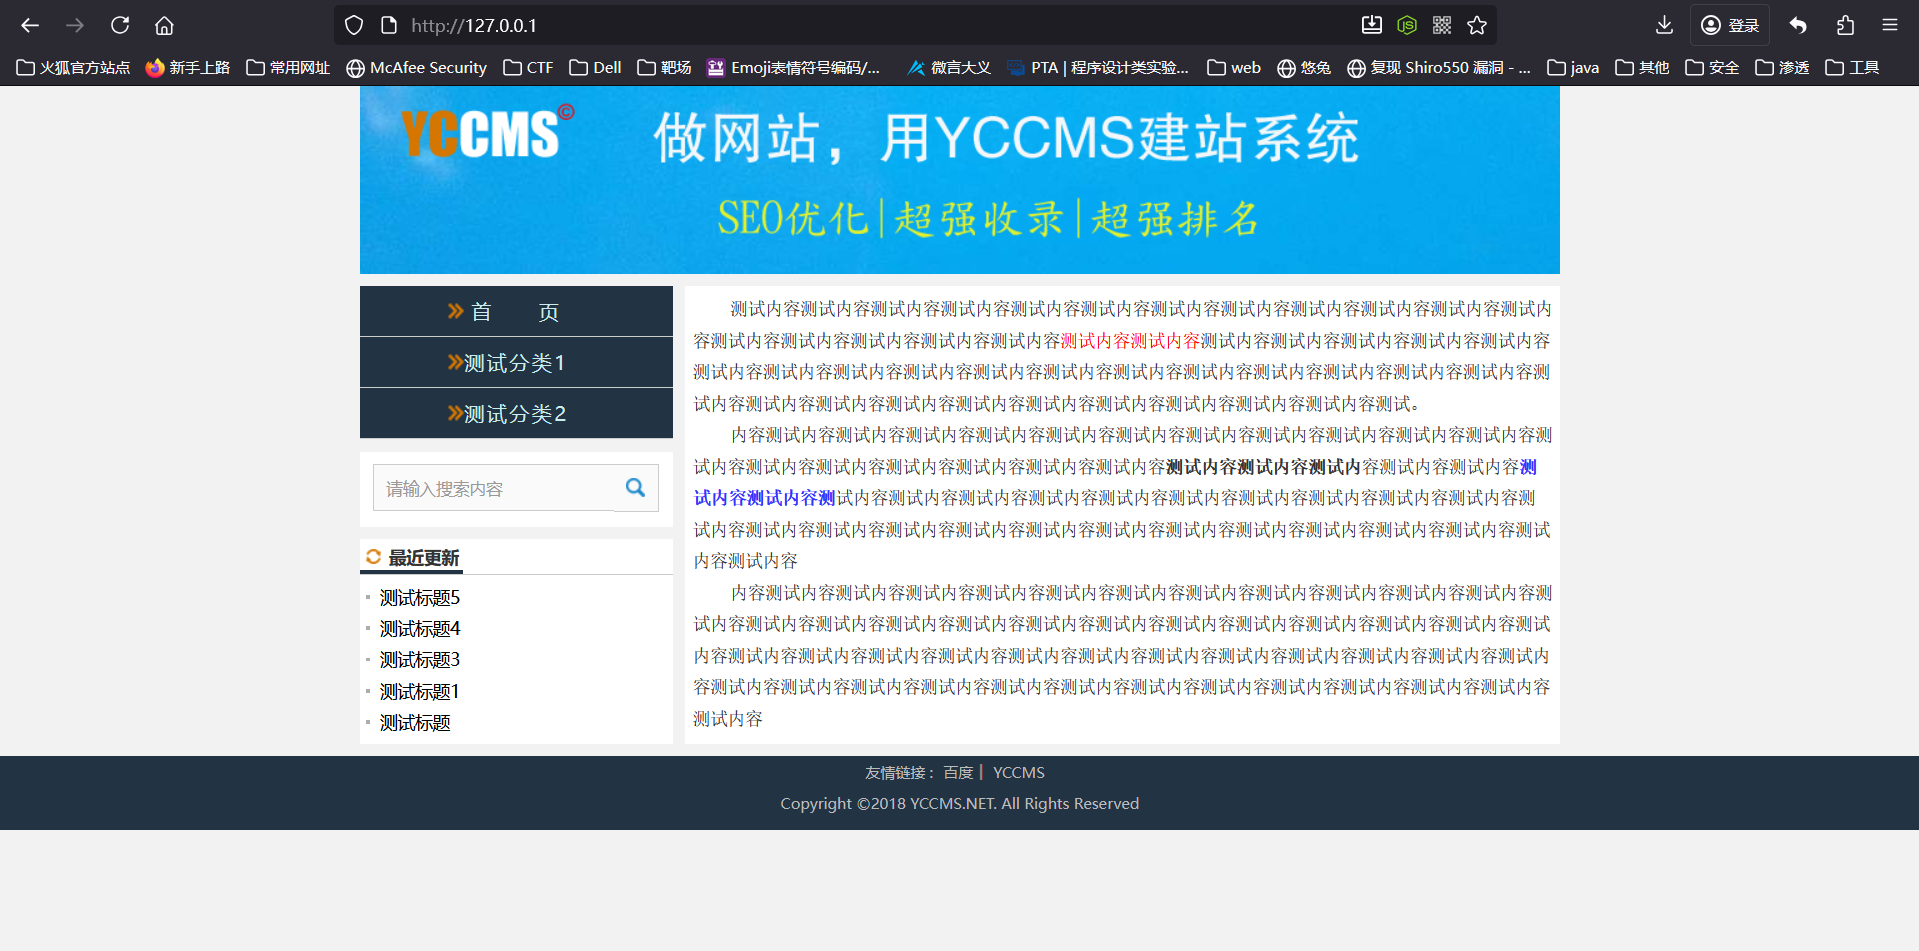 http://127.0.0.1
登录
火狐官方站点 新手上路 常用网址 McAfee Security CTF Dell 靶场 Emoji表情符号编码/... 微言大义 PTA | 程序设计类实验... web 悠兔 复现 Shiro550 漏洞 - ... java 其他 安全 渗透 工具
YCCMS©
做网站，用YCCMS建站系统
SEO优化|超强收录|超强排名
首 页
测试分类1
测试分类2
请输入搜索内容
最近更新
测试标题5
测试标题4
测试标题3
测试标题1
测试标题
测试内容测试内容测试内容测试内容测试内容测试内容测试内容测试内容测试内容测试内容测试内容测试内
容测试内容测试内容测试内容测试内容测试内容测试内容测试内容测试内容测试内容测试内容测试内容测试内容
测试内容测试内容测试内容测试内容测试内容测试内容测试内容测试内容测试内容测试内容测试内容测试内容测
试内容测试内容测试内容测试内容测试内容测试内容测试内容测试内容测试内容测试内容测试。
内容测试内容测试内容测试内容测试内容测试内容测试内容测试内容测试内容测试内容测试内容测试内容测
试内容测试内容测试内容测试内容测试内容测试内容测试内容测试内容测试内容测试内容测试内容测试内容测
试内容测试内容测试内容测试内容测试内容测试内容测试内容测试内容测试内容测试内容测试内容测试内容测
试内容测试内容测试内容测试内容测试内容测试内容测试内容测试内容测试内容测试内容测试内容测试内容测试
内容测试内容
内容测试内容测试内容测试内容测试内容测试内容测试内容测试内容测试内容测试内容测试内容测试内容测
试内容测试内容测试内容测试内容测试内容测试内容测试内容测试内容测试内容测试内容测试内容测试内容测试
内容测试内容测试内容测试内容测试内容测试内容测试内容测试内容测试内容测试内容测试内容测试内容测试内
容测试内容测试内容测试内容测试内容测试内容测试内容测试内容测试内容测试内容测试内容测试内容测试内容
测试内容
友情链接： 百度 | YCCMS
Copyright ©2018 YCCMS.NET. All Rights Reserved